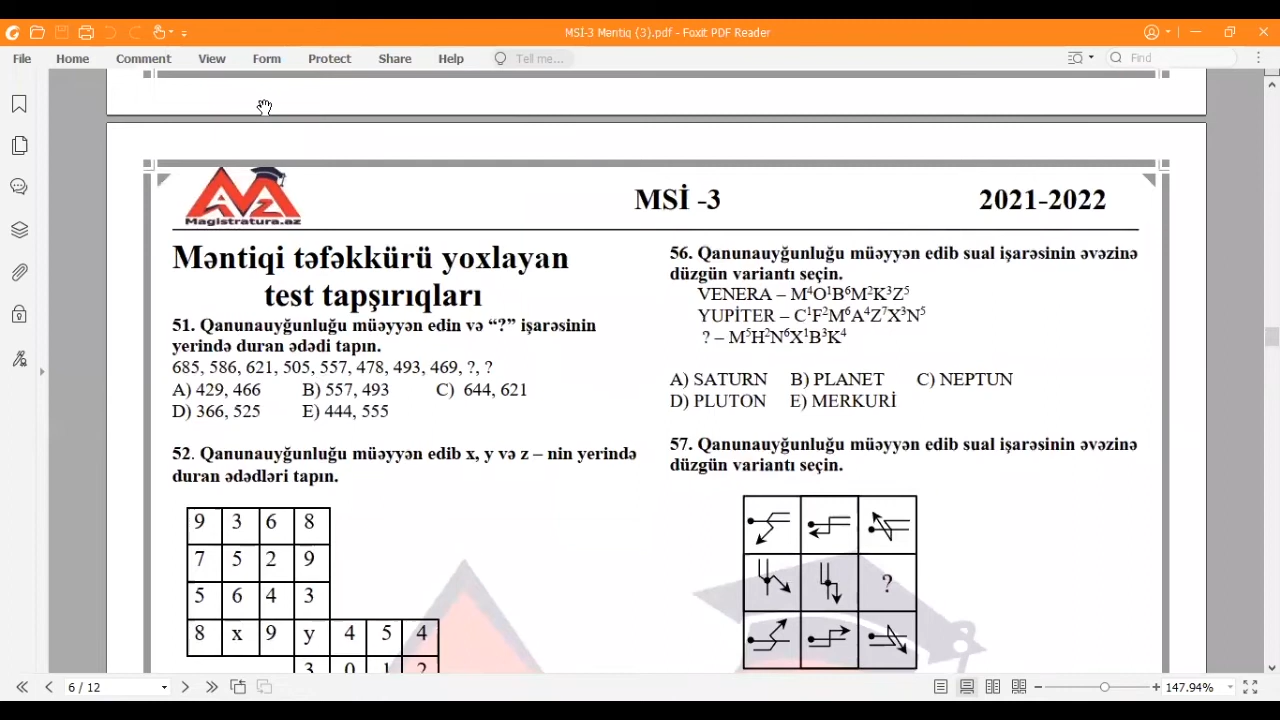 MSİ-3 Məntiq (3).pdf - Foxit PDF Reader
File Home Comment View Form Protect Share Help Tell me... Find
AZ
Magistratura.az
MSİ -3
2021-2022
Məntiqi təfəkkürü yoxlayan
test tapşırıqları
51. Qanunauyğunluğu müəyyən edin və “?” işarəsinin
yerində duran ədədi tapın.
685, 586, 621, 505, 557, 478, 493, 469, ?, ?
A) 429, 466 B) 557, 493 C) 644, 621
D) 366, 525 E) 444, 555
52. Qanunauyğunluğu müəyyən edib x, y və z – nin yerində
duran ədədləri tapın.
9 3 6 8
7 5 2 9
5 6 4 3
8 x 9 y 4 5 4
3 0 1 2
56. Qanunauyğunluğu müəyyən edib sual işarəsinin əvəzinə
düzgün variantı seçin.
VENERA – M⁴O¹B⁶M²K³Z⁵
YUPİTER – C¹F²M⁶A⁴Z⁷X³N⁵
? – M⁵H²N⁶X¹B³K⁴
A) SATURN B) PLANET C) NEPTUN
D) PLUTON E) MERKURİ
57. Qanunauyğunluğu müəyyən edib sual işarəsinin əvəzinə
düzgün variantı seçin.
?
6 / 12
147.94%